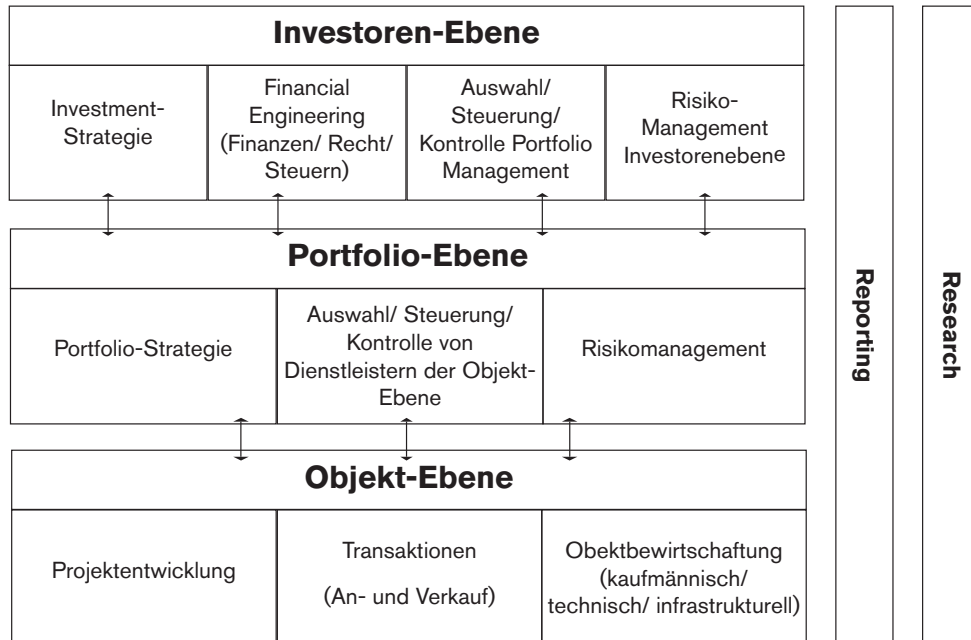 Investoren-Ebene
Investment-
Strategie
Financial
Engineering
(Finanzen/ Recht/
Steuern)
Auswahl/
Steuerung/
Kontrolle Portfolio
Management
Risiko-
Management
Investorenebene
Portfolio-Ebene
Portfolio-Strategie
Auswahl/ Steuerung/
Kontrolle von
Dienstleistern der Objekt-
Ebene
Risikomanagement
Objekt-Ebene
Projektentwicklung
Transaktionen
(An- und Verkauf)
Obektbewirtschaftung
(kaufmännisch/
technisch/ infrastrukturell)
Reporting
Research